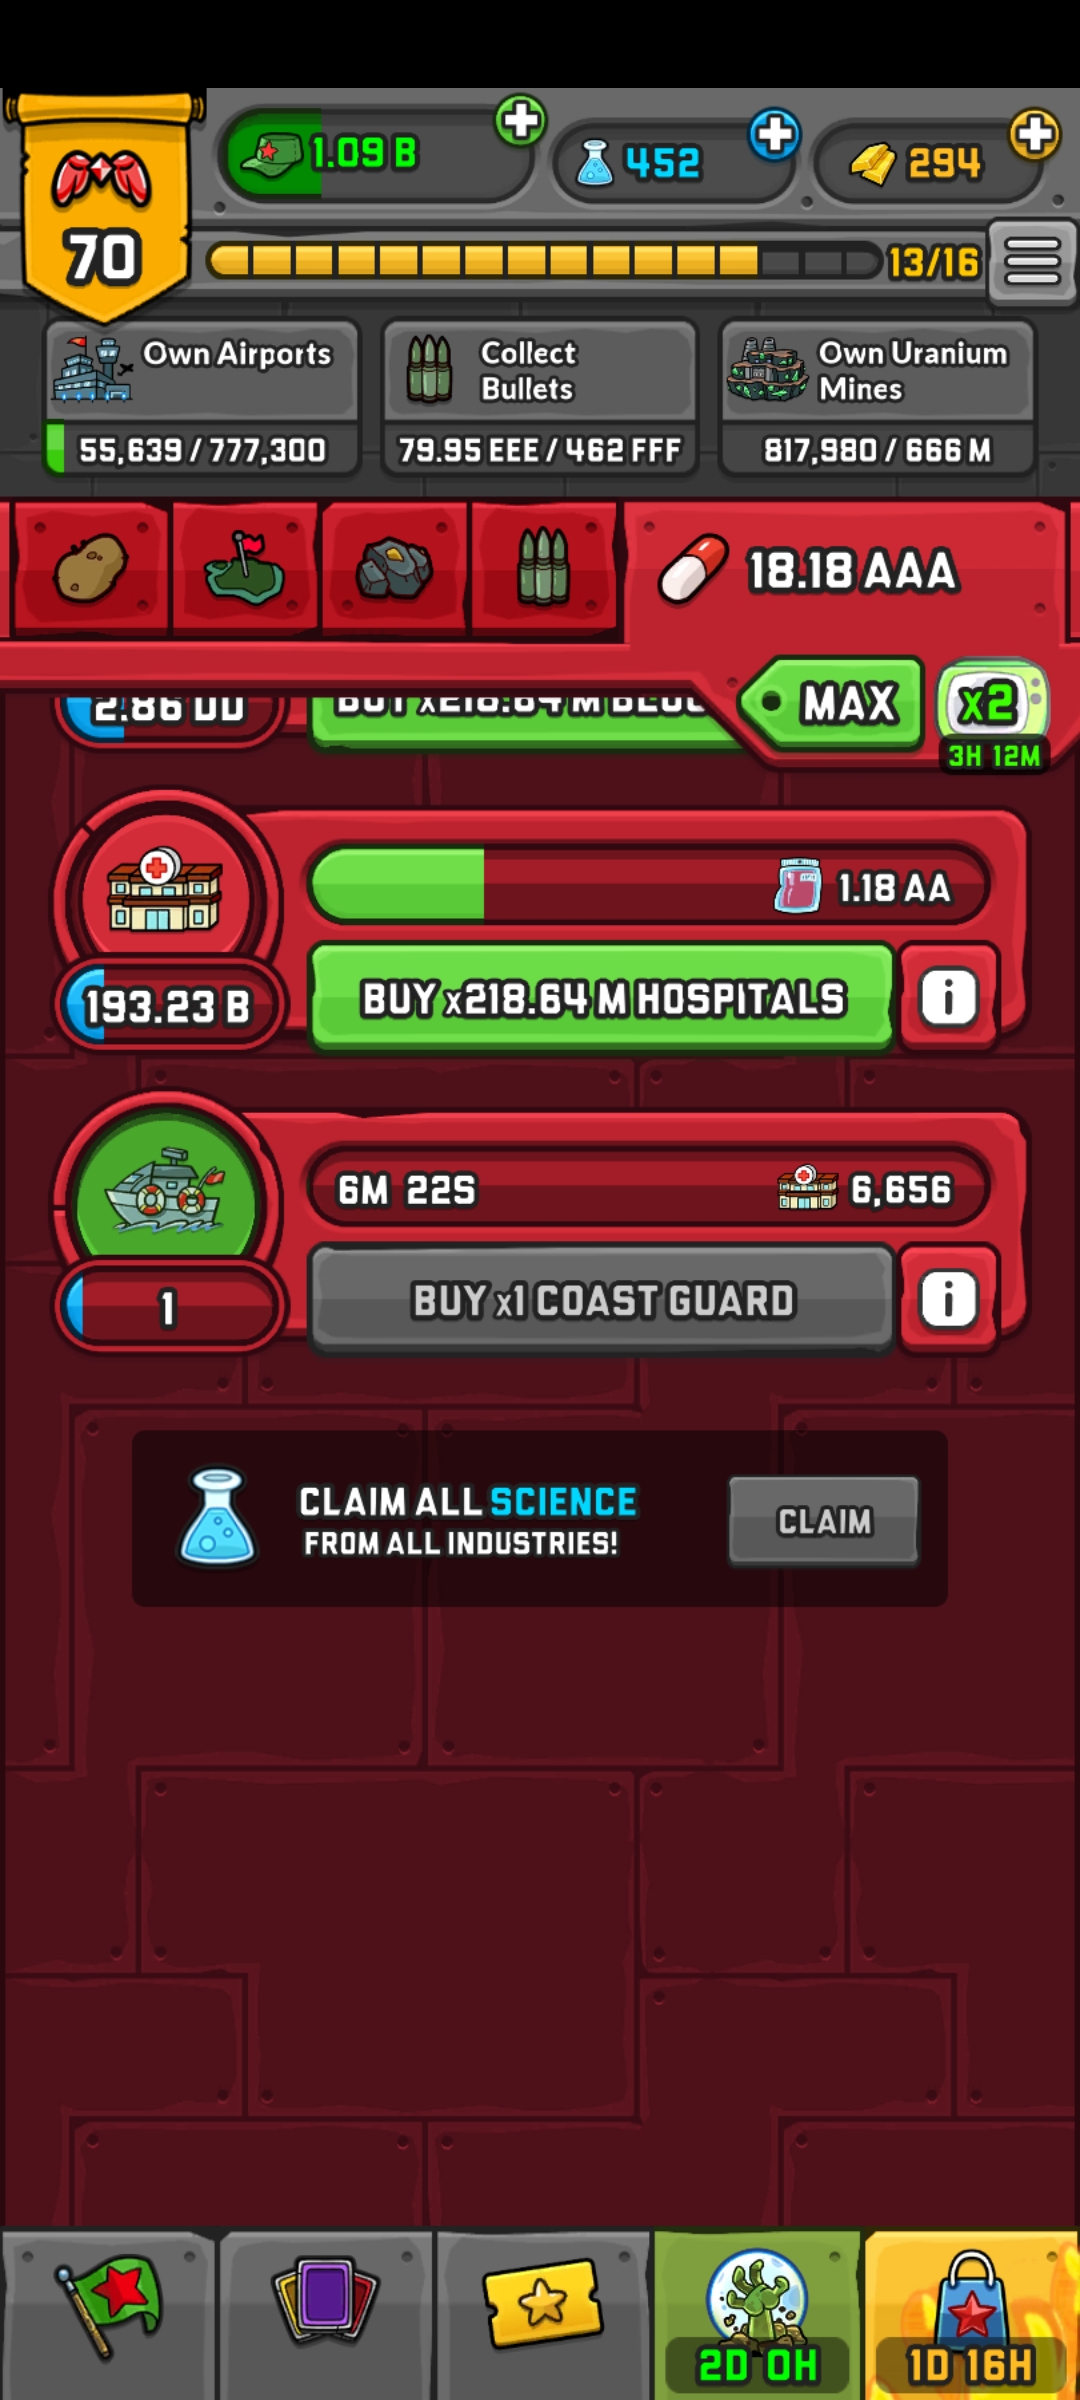 70
1.09 B
452
294
13/16
Own Airports
55,639 / 777,300
Collect
Bullets
79.95 EEE / 462 FFF
Own Uranium
Mines
817,980 / 666 M
18.18 AAA
MAX
x2
3H 12M
2.86 DD
BUY x218.64 M
1.18 AA
193.23 B
BUY x218.64 M HOSPITALS
i
6M 22S
6,656
1
BUY x1 COAST GUARD
i
CLAIM ALL SCIENCE
FROM ALL INDUSTRIES!
CLAIM
2D 0H
1D 16H